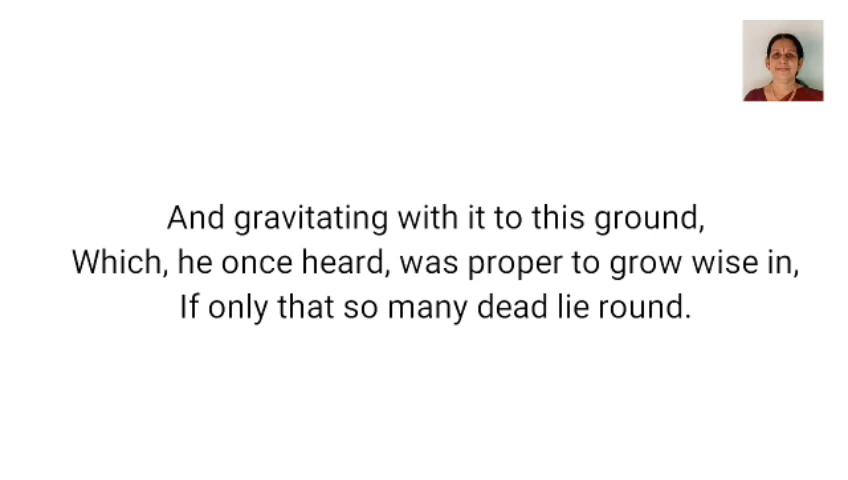 And gravitating with it to this ground,
Which, he once heard, was proper to grow wise in,
If only that so many dead lie round.